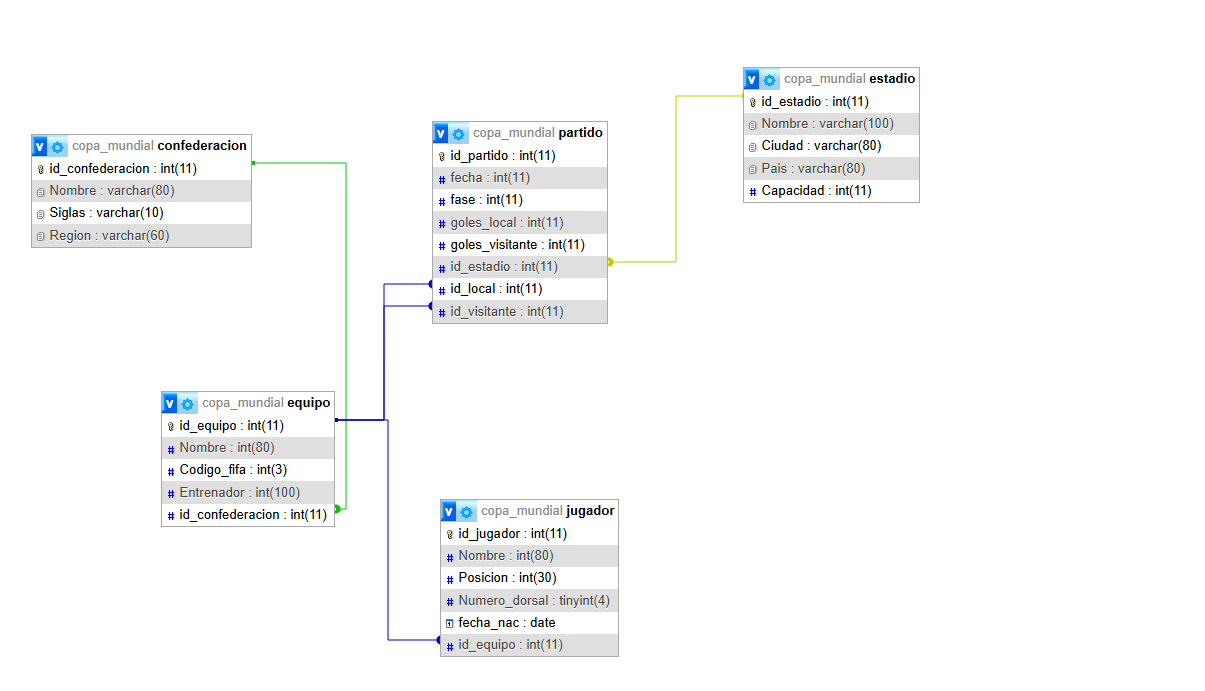 v copa_mundial estadio
id_estadio : int(11)
Nombre : varchar(100)
Ciudad : varchar(80)
Pais : varchar(80)
# Capacidad : int(11)
v copa_mundial partido
id_partido : int(11)
# fecha : int(11)
# fase : int(11)
# goles_local : int(11)
# goles_visitante : int(11)
# id_estadio : int(11)
# id_local : int(11)
# id_visitante : int(11)
v copa_mundial confederacion
id_confederacion : int(11)
Nombre : varchar(80)
Siglas : varchar(10)
Region : varchar(60)
v copa_mundial equipo
id_equipo : int(11)
# Nombre : int(80)
# Codigo_fifa : int(3)
# Entrenador : int(100)
# id_confederacion : int(11)
v copa_mundial jugador
id_jugador : int(11)
# Nombre : int(80)
# Posicion : int(30)
# Numero_dorsal : tinyint(4)
fecha_nac : date
# id_equipo : int(11)